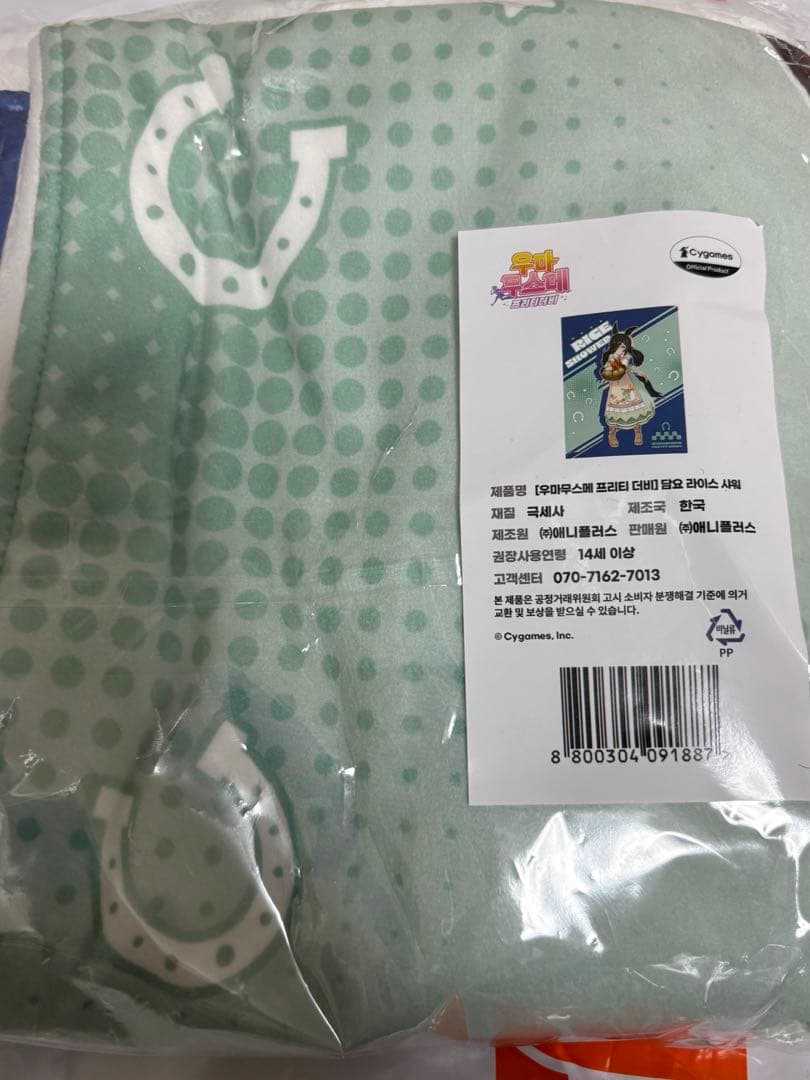 우마
무스메
프리티 더비
Cygames
Official Product
RICE
SHOWER
제품명 [우마무스메 프리티 더비] 담요 라이스 샤워
재질 극세사 제조국 한국
제조원 ㈜애니플러스 판매원 ㈜애니플러스
권장사용연령 14세 이상
고객센터 070-7162-7013
본 제품은 공정거래위원회 고시 소비자 분쟁해결 기준에 의거
교환 및 보상을 받으실 수 있습니다.
© Cygames, Inc.
비닐류
PP
8 800304 091887